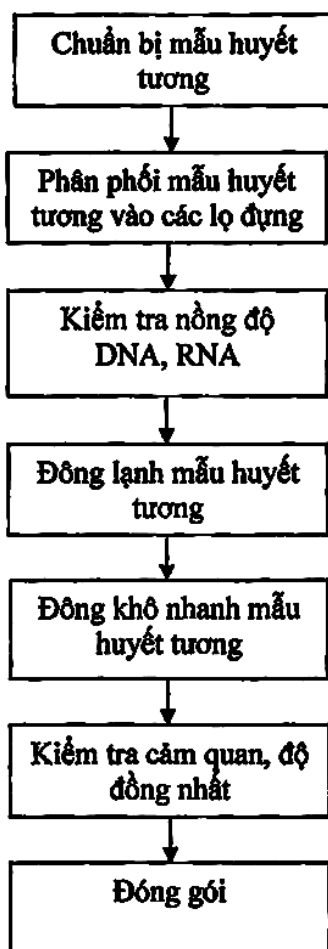 Chuẩn bị mẫu huyết
tương
Phân phối mẫu huyết
tương vào các lọ đựng
Kiểm tra nồng độ
DNA, RNA
Đông lạnh mẫu huyết
tương
Đông khô nhanh mẫu
huyết tương
Kiểm tra cảm quan, độ
đồng nhất
Đóng gói